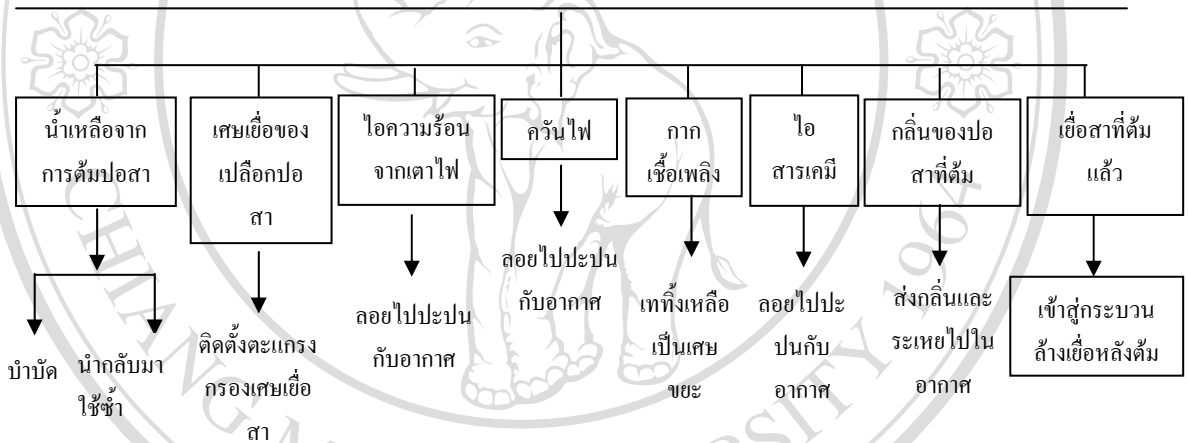 น้ำเหลือจาก
การต้มปอสา
เศษเยื่อของ
เปลือกปอ
สา
ไอความร้อน
จากเตาไฟ
ควันไฟ
กาก
เชื้อเพลิง
ไอ
สารเคมี
กลิ่นของปอ
สาที่ต้ม
เยื่อสาที่ต้ม
แล้ว
บำบัด
นำกลับมา
ใช้ซ้ำ
ติดตั้งตะแกรง
กรองเศษเยื่อ
สา
ลอยไปปะปน
กับอากาศ
ลอยไปปะปน
กับอากาศ
เททิ้งเหลือ
เป็นเศษ
ขยะ
ลอยไปปะ
ปนกับ
อากาศ
ส่งกลิ่นและ
ระเหยไปใน
อากาศ
เข้าสู่กระบวน
ล้างเยื่อหลังต้ม
CHIANG M
RSITY 1964